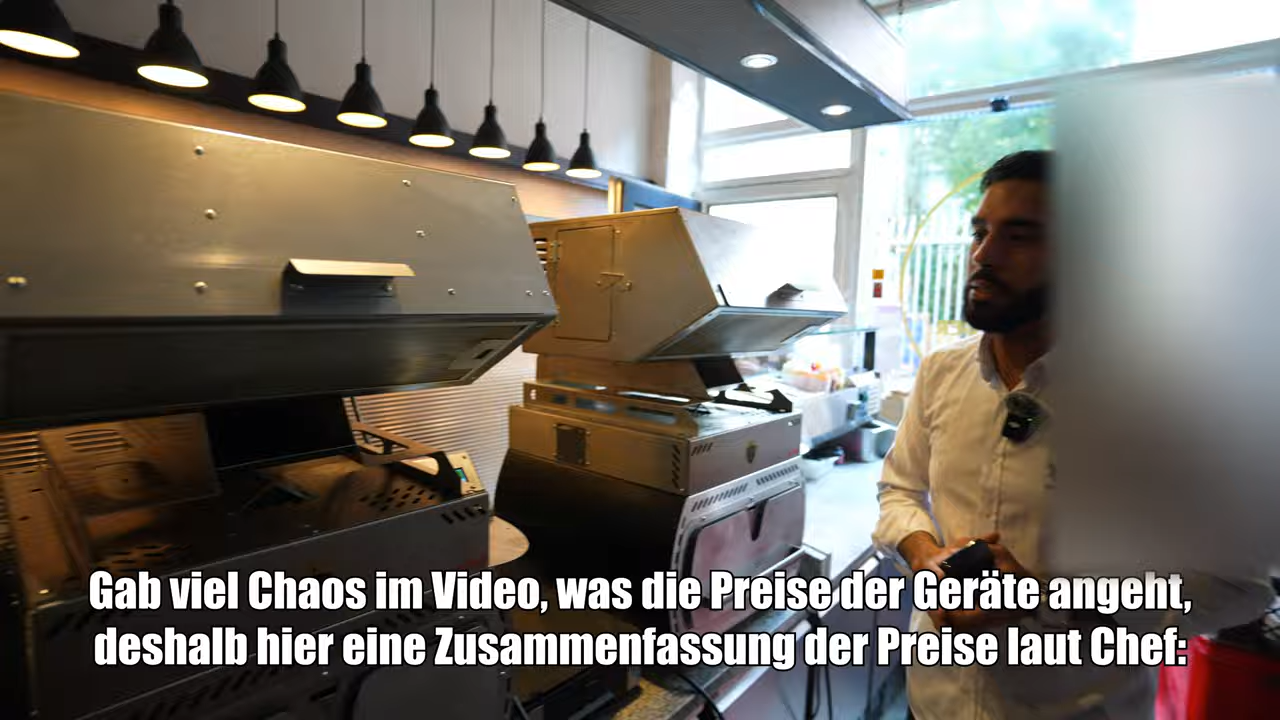 Gab viel Chaos im Video, was die Preise der Geräte angeht,
deshalb hier eine Zusammenfassung der Preise laut Chef: